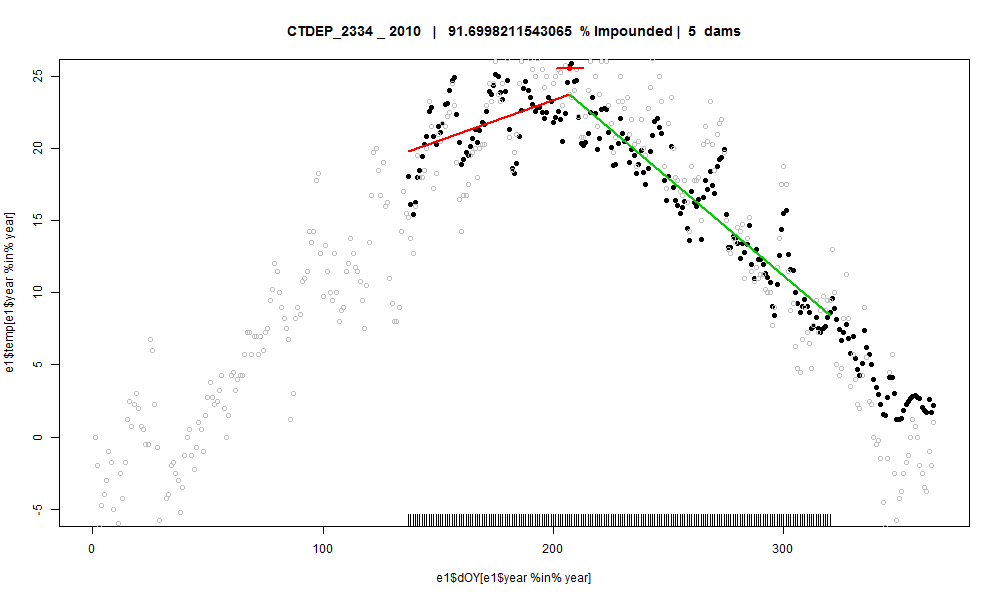 CTDEP_2334 _ 2010 | 91.6998211543065 % Impounded | 5 dams
25
20
15
10
5
0
-5
e1$temp[e1$year %in% year]
0 100 200 300
e1$dOY[e1$year %in% year]